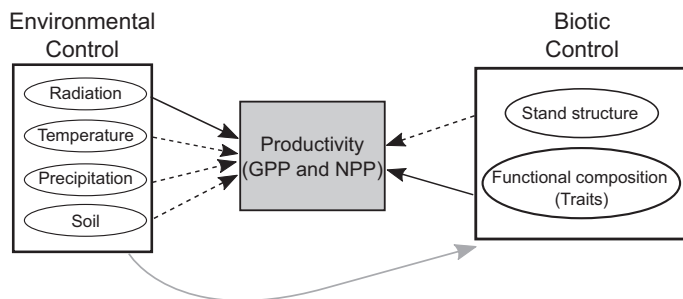 Environmental
Control
Radiation
Temperature
Precipitation
Soil
Productivity
(GPP and NPP)
Biotic
Control
Stand structure
Functional composition
(Traits)